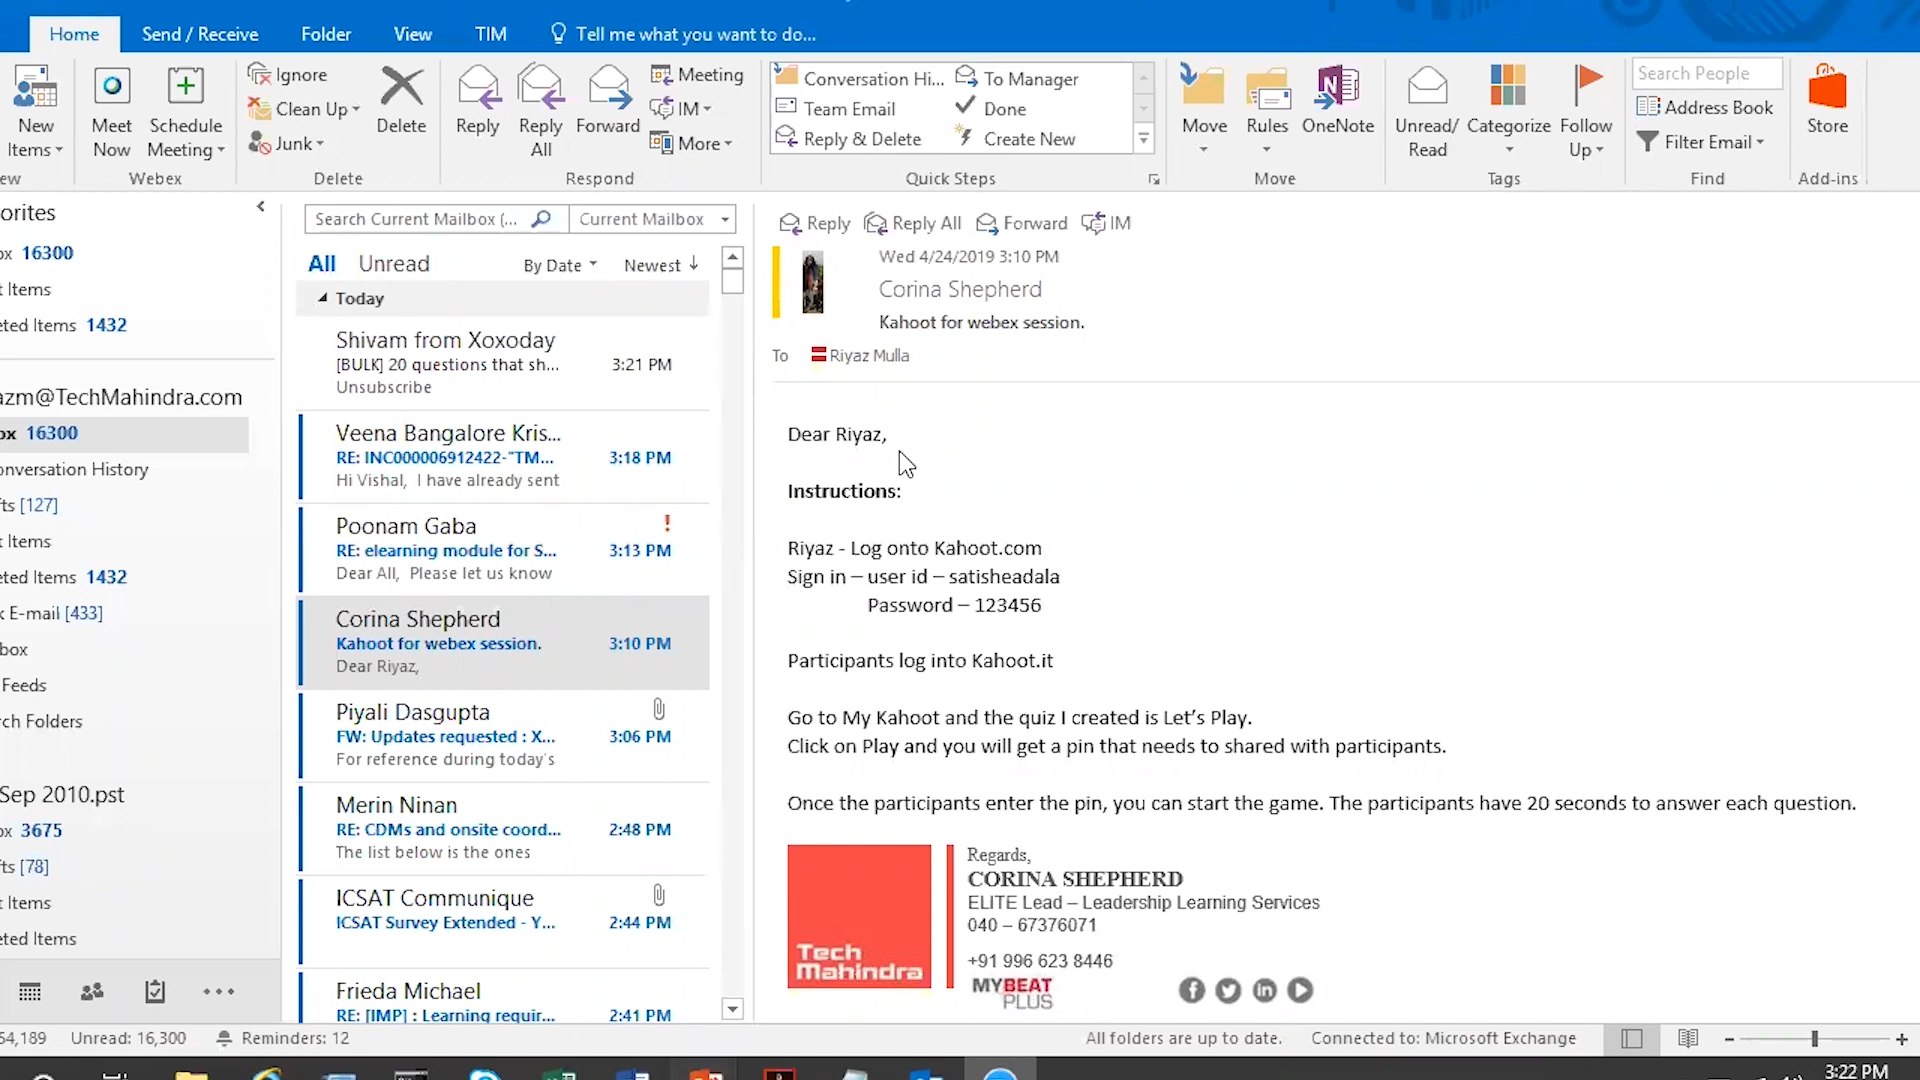 Home Send / Receive Folder View TIM Tell me what you want to do...
New Items
Meet Now
Schedule Meeting
Webex
Ignore
Clean Up
Junk
Delete
Delete
Reply
Reply All
Forward
Meeting
IM
More
Respond
Conversation Hi... To Manager
Team Email Done
Reply & Delete Create New
Quick Steps
Move
Rules
OneNote
Move
Unread/ Read
Categorize
Follow Up
Tags
Search People
Address Book
Filter Email
Find
Store
Add-ins
orites
ox 16300
t Items
eted Items 1432
azm@TechMahindra.com
ox 16300
onversation History
fts [127]
t Items
eted Items 1432
k E-mail [433]
box
Feeds
rch Folders
Sep 2010.pst
ox 3675
fts [78]
t Items
eted Items
Search Current Mailbox (... Current Mailbox
All Unread By Date Newest
Today
Shivam from Xoxoday
[BULK] 20 questions that sh... 3:21 PM
Unsubscribe
Veena Bangalore Kris...
RE: INC000006912422-"TM... 3:18 PM
Hi Vishal, I have already sent
Poonam Gaba !
RE: elearning module for S... 3:13 PM
Dear All, Please let us know
Corina Shepherd
Kahoot for webex session. 3:10 PM
Dear Riyaz,
Piyali Dasgupta
FW: Updates requested : X... 3:06 PM
For reference during today's
Merin Ninan
RE: CDMs and onsite coord... 2:48 PM
The list below is the ones
ICSAT Communique
ICSAT Survey Extended - Y... 2:44 PM
Frieda Michael
RE: [IMP] : Learning requir... 2:41 PM
Reply Reply All Forward IM
Wed 4/24/2019 3:10 PM
Corina Shepherd
Kahoot for webex session.
To Riyaz Mulla
Dear Riyaz,
Instructions:
Riyaz - Log onto Kahoot.com
Sign in – user id – satisheadala
Password – 123456
Participants log into Kahoot.it
Go to My Kahoot and the quiz I created is Let's Play.
Click on Play and you will get a pin that needs to shared with participants.
Once the participants enter the pin, you can start the game. The participants have 20 seconds to answer each question.
Tech Mahindra
Regards,
CORINA SHEPHERD
ELITE Lead – Leadership Learning Services
040 – 67376071
+91 996 623 8446
MYBEAT PLUS
54,189 Unread: 16,300 Reminders: 12 All folders are up to date. Connected to: Microsoft Exchange
3:22 PM